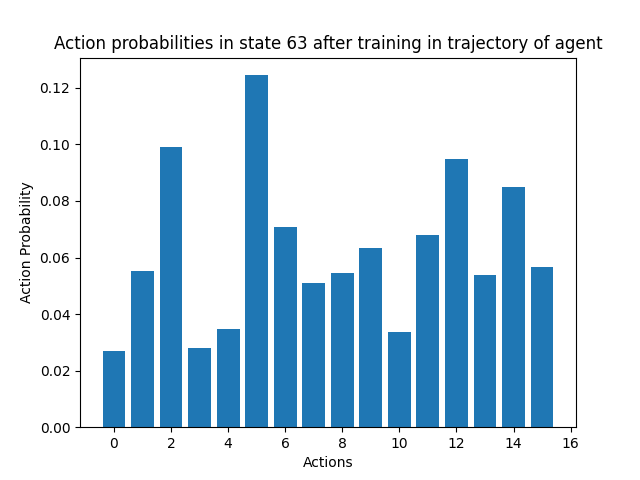 Action probabilities in state 63 after training in trajectory of agent
0.12
0.10
0.08
0.06
0.04
0.02
0.00
Action Probability
0 2 4 6 8 10 12 14 16
Actions